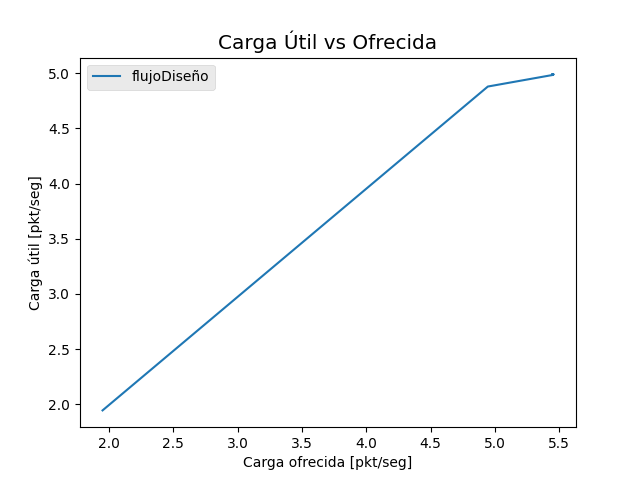 Carga Útil vs Ofrecida
flujoDiseño
5.0
4.5
4.0
3.5
3.0
2.5
2.0
Carga útil [pkt/seg]
2.0 2.5 3.0 3.5 4.0 4.5 5.0 5.5
Carga ofrecida [pkt/seg]